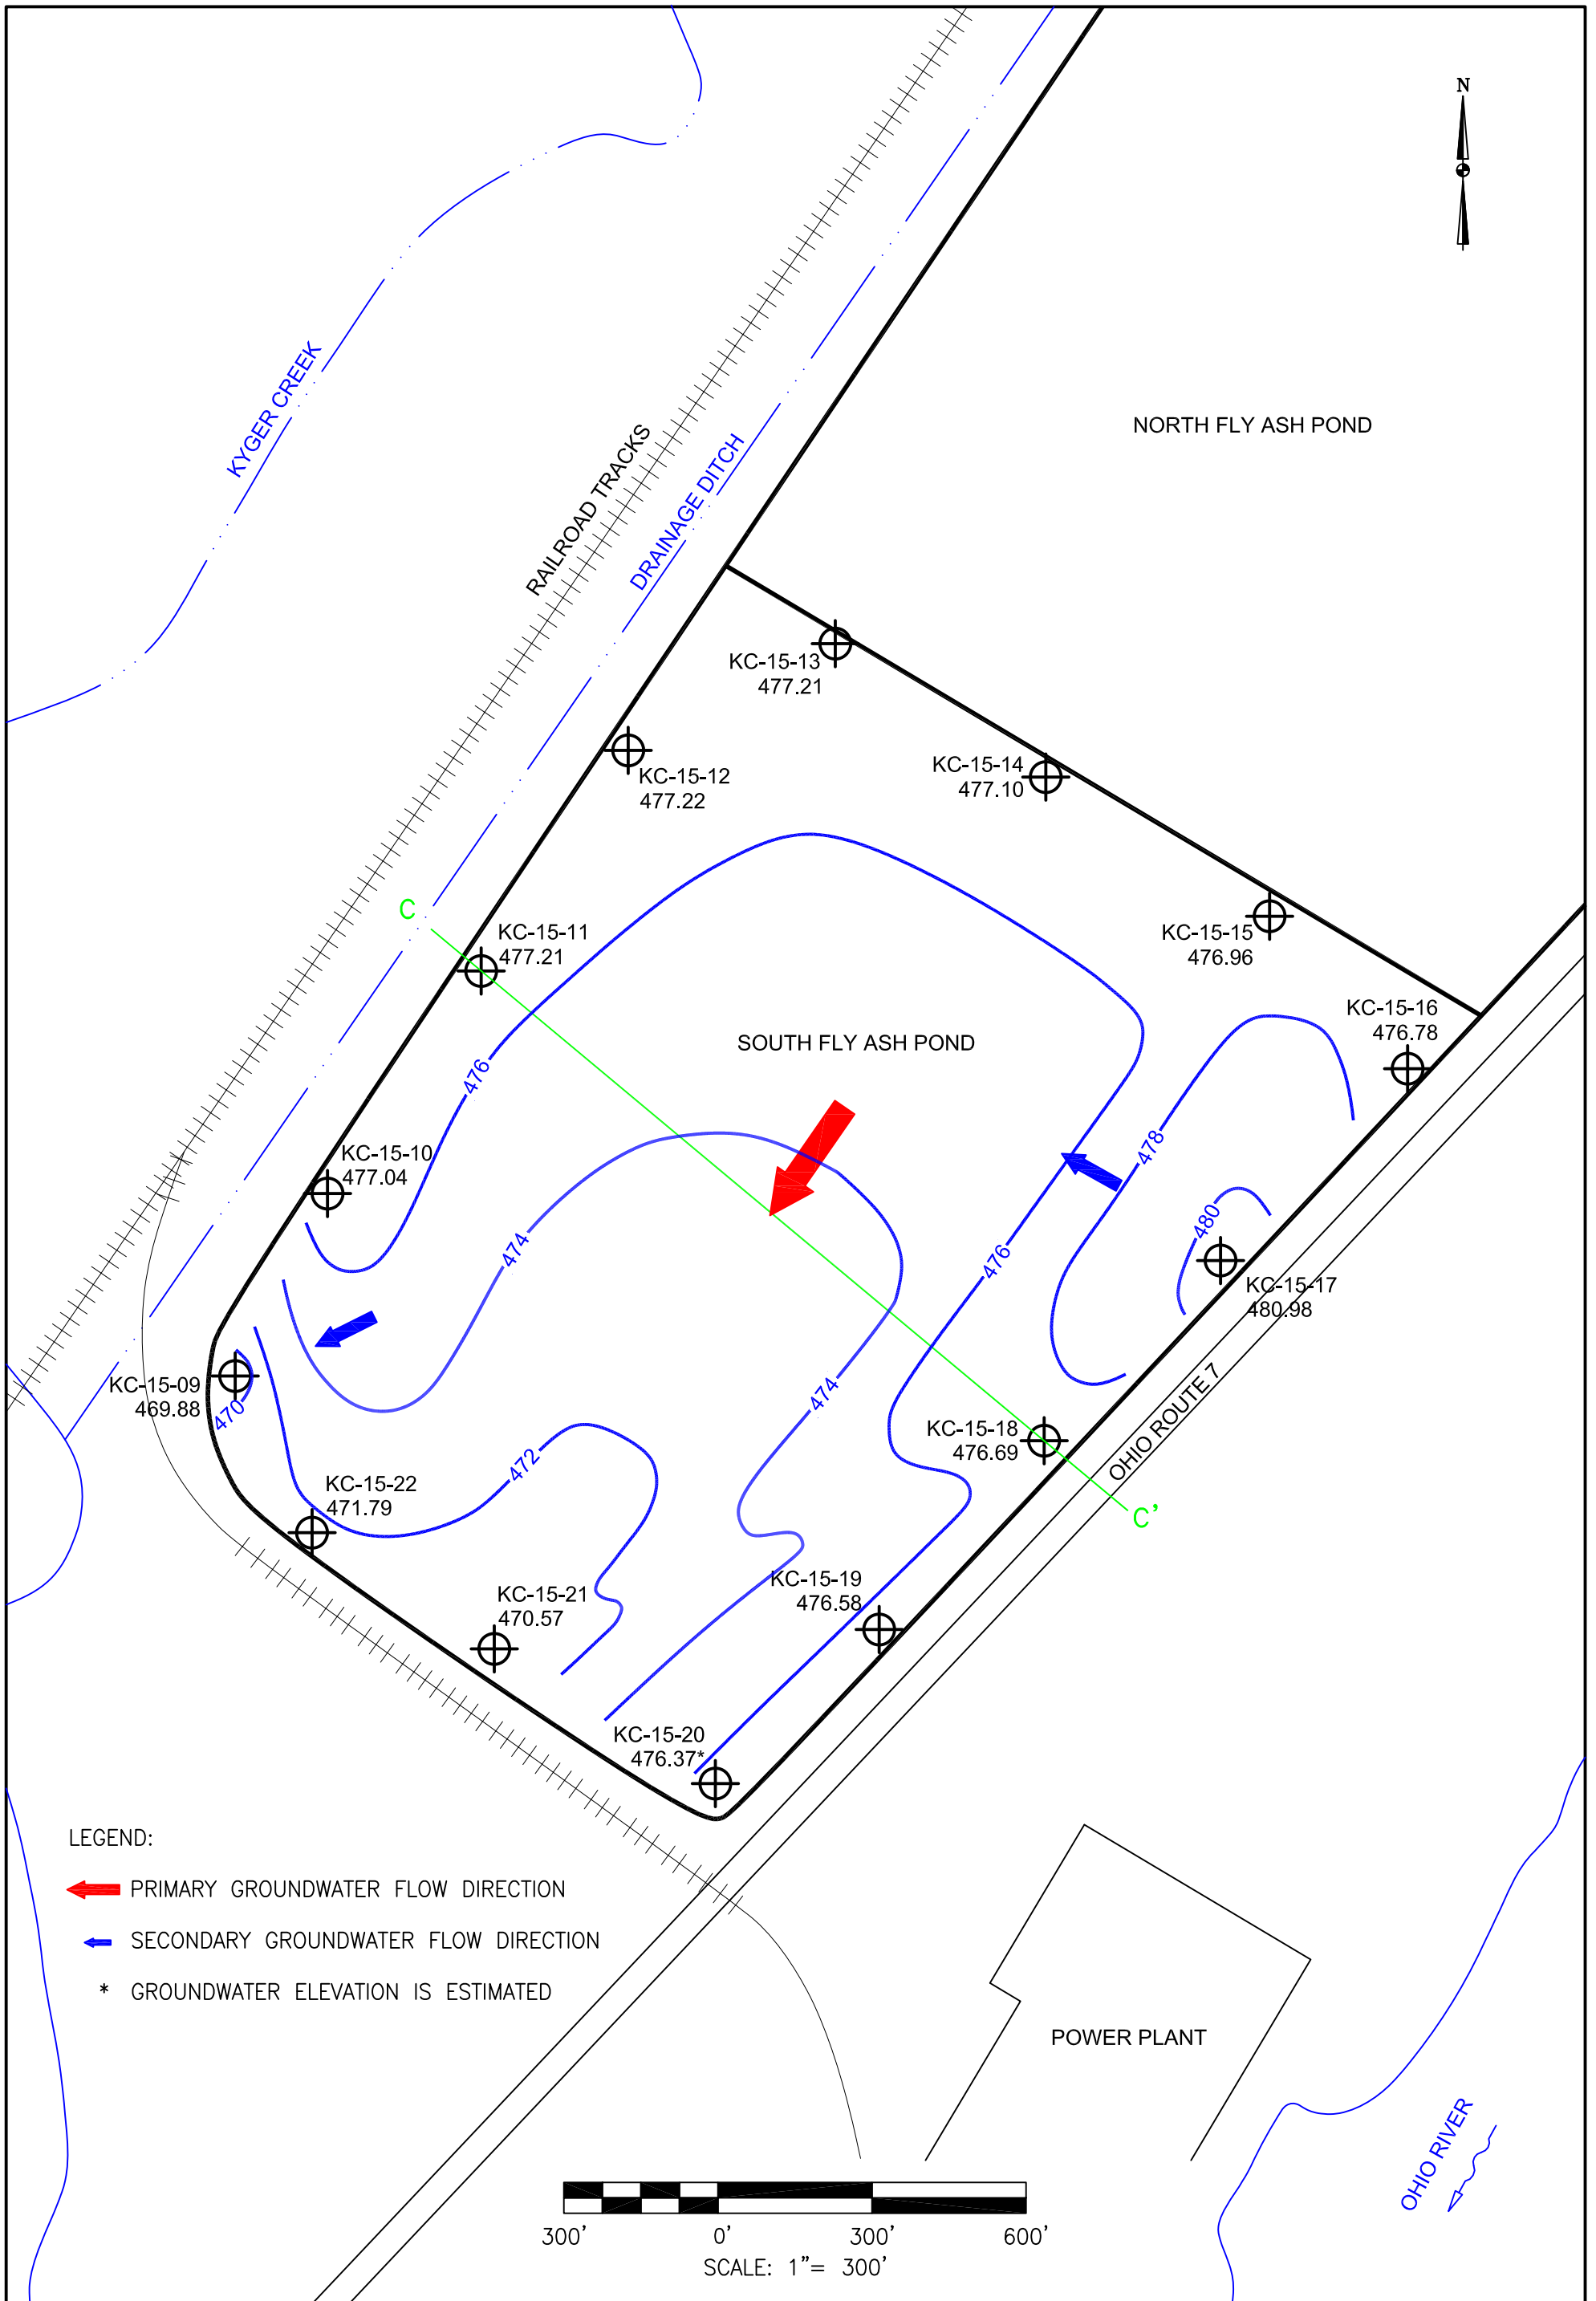 N
KYGER CREEK
RAILROAD TRACKS
DRAINAGE DITCH
NORTH FLY ASH POND
KC-15-13
477.21
KC-15-12
477.22
KC-15-14
477.10
C
KC-15-11
477.21
KC-15-15
476.96
KC-15-16
476.78
SOUTH FLY ASH POND
476
478
KC-15-10
477.04
480
474
476
KC-15-17
480.98
KC-15-09
469.88
470
474
OHIO ROUTE 7
KC-15-18
476.69
472
KC-15-22
471.79
C'
KC-15-19
476.58
KC-15-21
470.57
KC-15-20
476.37*
LEGEND:
PRIMARY GROUNDWATER FLOW DIRECTION
SECONDARY GROUNDWATER FLOW DIRECTION
* GROUNDWATER ELEVATION IS ESTIMATED
POWER PLANT
OHIO RIVER
300' 0' 300' 600'
SCALE: 1"= 300'